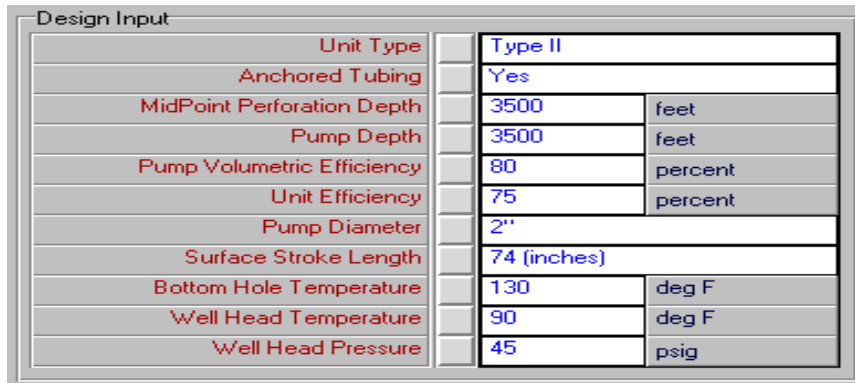 Design Input
Unit Type Type II
Anchored Tubing Yes
MidPoint Perforation Depth 3500 feet
Pump Depth 3500 feet
Pump Volumetric Efficiency 80 percent
Unit Efficiency 75 percent
Pump Diameter 2"
Surface Stroke Length 74 (inches)
Bottom Hole Temperature 130 deg F
Well Head Temperature 90 deg F
Well Head Pressure 45 psig